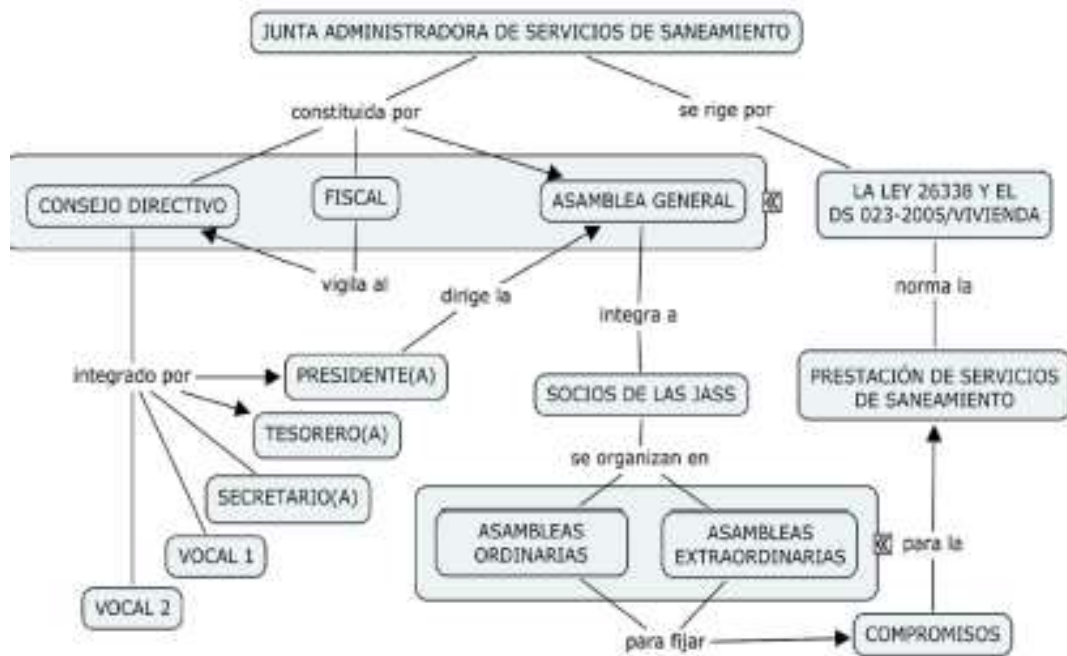 JUNTA ADMINISTRADORA DE SERVICIOS DE SANEAMIENTO
constituida por
se rige por
CONSEJO DIRECTIVO
FISCAL
ASAMBLEA GENERAL
LA LEY 26338 Y EL
DS 023-2005/VIVIENDA
vigila al
dirige la
integra a
norma la
integrado por
PRESIDENTE(A)
SOCIOS DE LAS JASS
PRESTACIÓN DE SERVICIOS
DE SANEAMIENTO
TESORERO(A)
se organizan en
SECRETARIO(A)
ASAMBLEAS
ORDINARIAS
ASAMBLEAS
EXTRAORDINARIAS
para la
VOCAL 1
VOCAL 2
para fijar
COMPROMISOS